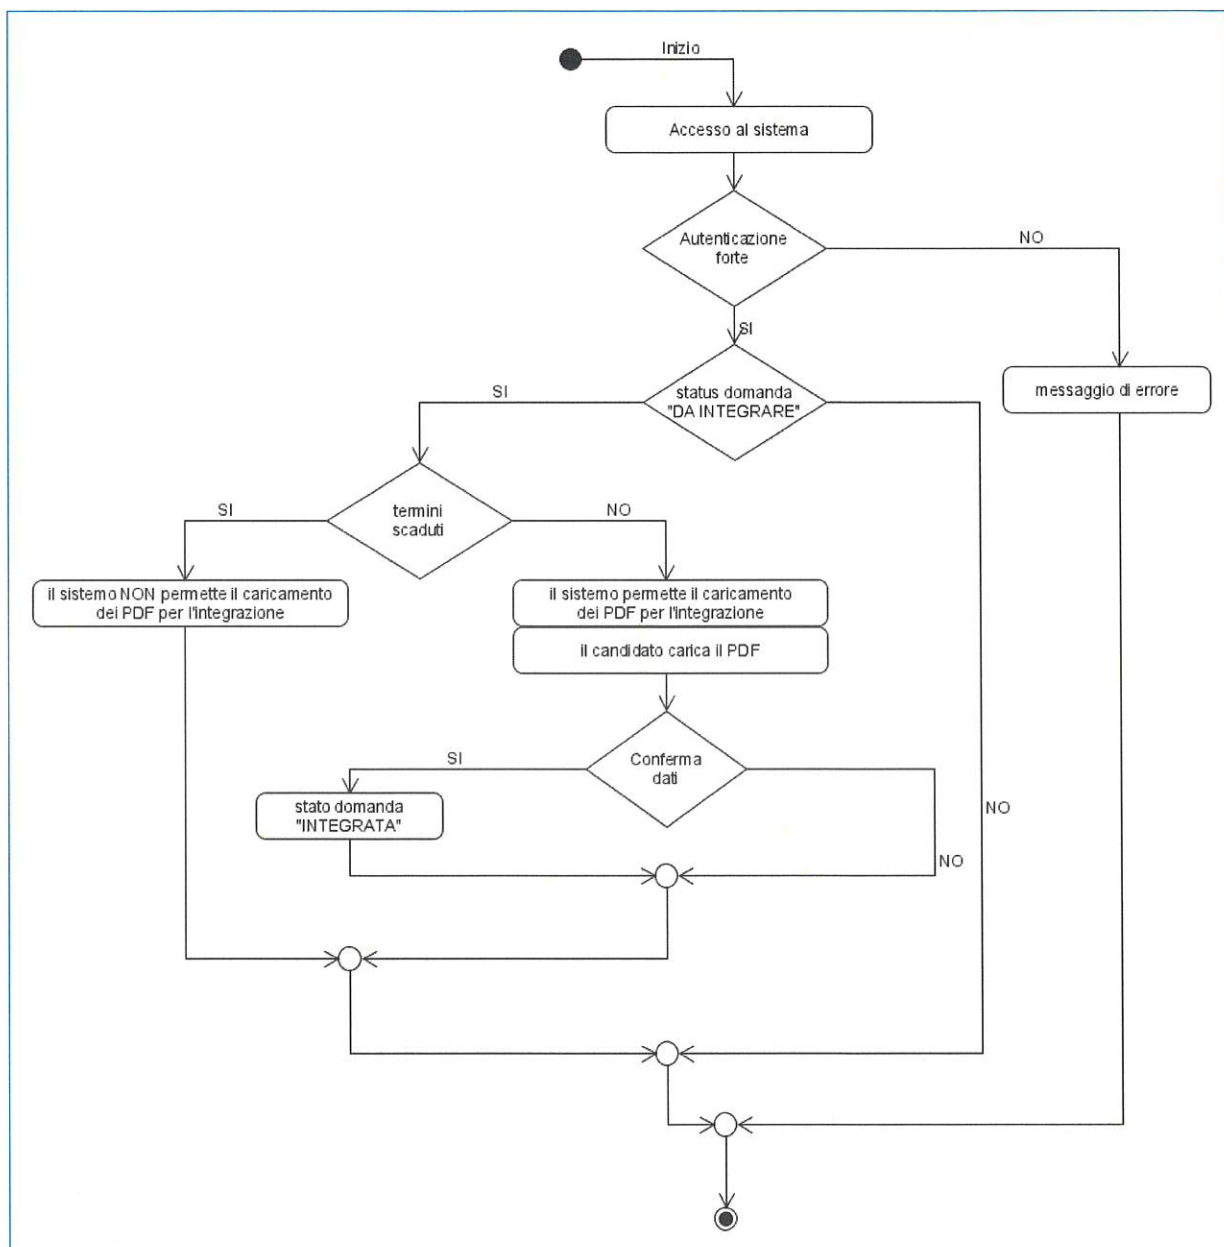 Inizio
Accesso al sistema
Autenticazione
forte
NO
SI
status domanda
"DA INTEGRARE"
SI
messaggio di errore
termini
scaduti
SI
NO
il sistemo NON permette il caricamento
dei PDF per l'integrazione
il sistemo permette il caricamento
dei PDF per l'integrazione
il candidato carica il PDF
Conferma
dati
SI
stato domanda
"INTEGRATA"
NO
NO